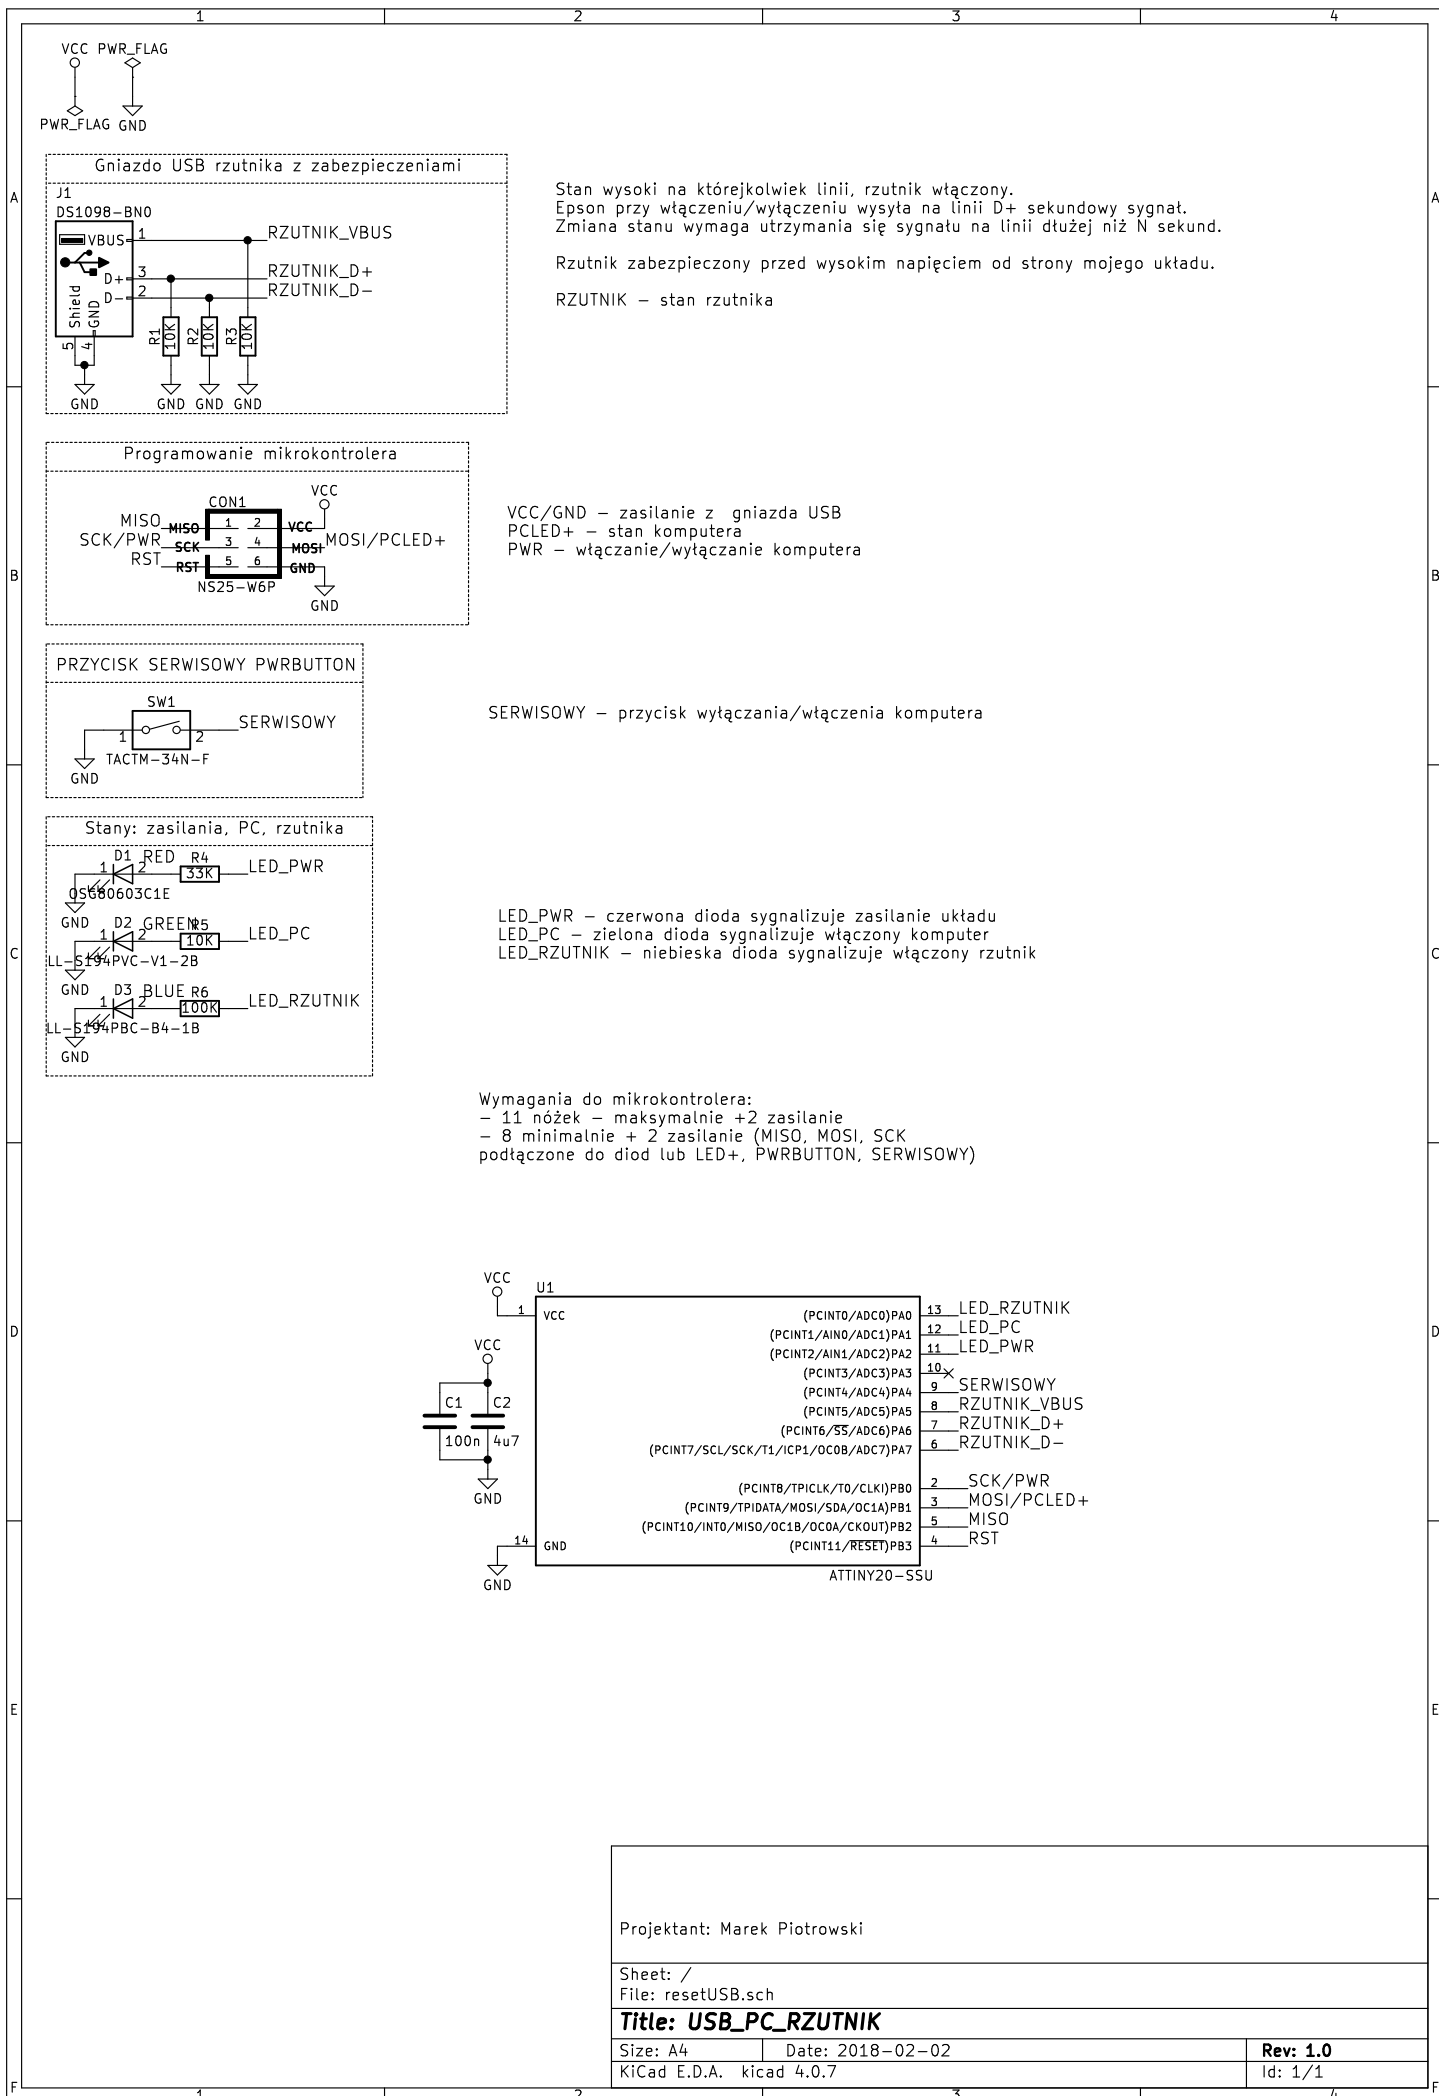 1 2 3 4
VCC PWR_FLAG
PWR_FLAG GND
Gniazdo USB rzutnika z zabezpieczeniami
A A
J1
DS1098-BN0
VBUS 1 RZUTNIK_VBUS
D+ 3 RZUTNIK_D+
D- 2 RZUTNIK_D-
Shield GND
5 4
R1 10K R2 10K R3 10K
GND GND GND GND
Stan wysoki na którejkolwiek linii, rzutnik włączony.
Epson przy włączeniu/wyłączeniu wysyła na linii D+ sekundowy sygnał.
Zmiana stanu wymaga utrzymania się sygnału na linii dłużej niż N sekund.
Rzutnik zabezpieczony przed wysokim napięciem od strony mojego układu.
RZUTNIK – stan rzutnika
Programowanie mikrokontrolera
VCC
CON1
MISO MISO 1 2 VCC
SCK/PWR SCK 3 4 MOSI MOSI/PCLED+
RST RST 5 6 GND
NS25-W6P
GND
B B
VCC/GND – zasilanie z  gniazda USB
PCLED+ – stan komputera
PWR – włączanie/wyłączanie komputera
PRZYCISK SERWISOWY PWRBUTTON
SW1
1 2 SERWISOWY
TACTM-34N-F
GND
SERWISOWY – przycisk wyłączania/włączenia komputera
Stany: zasilania, PC, rzutnika
1 D1 2 RED R4 33K LED_PWR
OSG80603C1E
GND
1 D2 2 GREEN R5 10K LED_PC
LL-S194PVC-V1-2B
GND
1 D3 2 BLUE R6 100K LED_RZUTNIK
LL-S194PBC-B4-1B
GND
C C
LED_PWR – czerwona dioda sygnalizuje zasilanie układu
LED_PC – zielona dioda sygnalizuje włączony komputer
LED_RZUTNIK – niebieska dioda sygnalizuje włączony rzutnik
Wymagania do mikrokontrolera:
– 11 nóżek – maksymalnie +2 zasilanie
– 8 minimalnie + 2 zasilanie (MISO, MOSI, SCK
podłączone do diod lub LED+, PWRBUTTON, SERWISOWY)
D D
VCC
U1
1 VCC
(PCINT0/ADC0)PA0 13 LED_RZUTNIK
(PCINT1/AIN0/ADC1)PA1 12 LED_PC
(PCINT2/AIN1/ADC2)PA2 11 LED_PWR
(PCINT3/ADC3)PA3 10
(PCINT4/ADC4)PA4 9 SERWISOWY
(PCINT5/ADC5)PA5 8 RZUTNIK_VBUS
(PCINT6/SS/ADC6)PA6 7 RZUTNIK_D+
(PCINT7/SCL/SCK/T1/ICP1/OC0B/ADC7)PA7 6 RZUTNIK_D-
(PCINT8/TPICLK/T0/CLKI)PB0 2 SCK/PWR
(PCINT9/TPIDATA/MOSI/SDA/OC1A)PB1 3 MOSI/PCLED+
(PCINT10/INT0/MISO/OC1B/OC0A/CKOUT)PB2 5 MISO
(PCINT11/RESET)PB3 4 RST
VCC
C1 C2
100n 4u7
GND
14 GND
GND
ATTINY20-SSU
E E
Projektant: Marek Piotrowski
Sheet: /
File: resetUSB.sch
Title: USB_PC_RZUTNIK
Size: A4 Date: 2018-02-02 Rev: 1.0
KiCad E.D.A.  kicad 4.0.7 Id: 1/1
F F
1 2 3 4